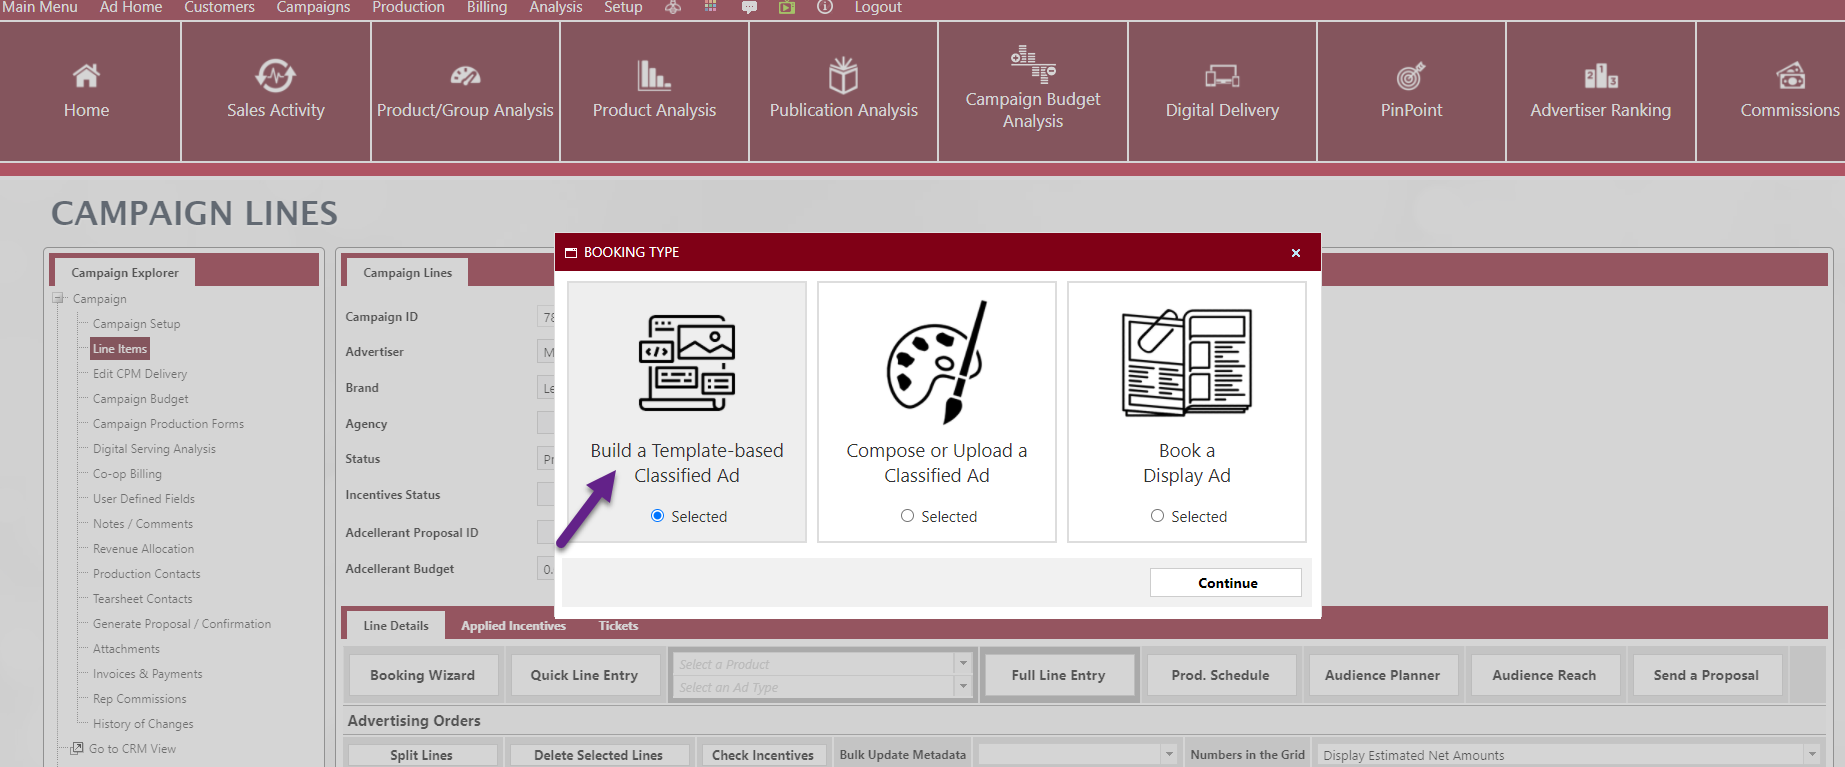 Main Menu Ad Home Customers Campaigns Production Billing Analysis Setup Logout
Home
Sales Activity
Product/Group Analysis
Product Analysis
Publication Analysis
Campaign Budget
Analysis
Digital Delivery
PinPoint
Advertiser Ranking
Commissions
CAMPAIGN LINES
Campaign Explorer
Campaign
Campaign Setup
Line Items
Edit CPM Delivery
Campaign Budget
Campaign Production Forms
Digital Serving Analysis
Co-op Billing
User Defined Fields
Notes / Comments
Revenue Allocation
Production Contacts
Tearsheet Contacts
Generate Proposal / Confirmation
Attachments
Invoices & Payments
Rep Commissions
History of Changes
Go to CRM View
Campaign Lines
Campaign ID 78
Advertiser M
Brand Le
Agency
Status Pr
Incentives Status
Adcellerant Proposal ID
Adcellerant Budget 0.
BOOKING TYPE
Build a Template-based
Classified Ad
Selected
Compose or Upload a
Classified Ad
Selected
Book a
Display Ad
Selected
Continue
Line Details Applied Incentives Tickets
Booking Wizard
Quick Line Entry
Select a Product
Select an Ad Type
Full Line Entry
Prod. Schedule
Audience Planner
Audience Reach
Send a Proposal
Advertising Orders
Split Lines Delete Selected Lines Check Incentives Bulk Update Metadata Numbers in the Grid Display Estimated Net Amounts